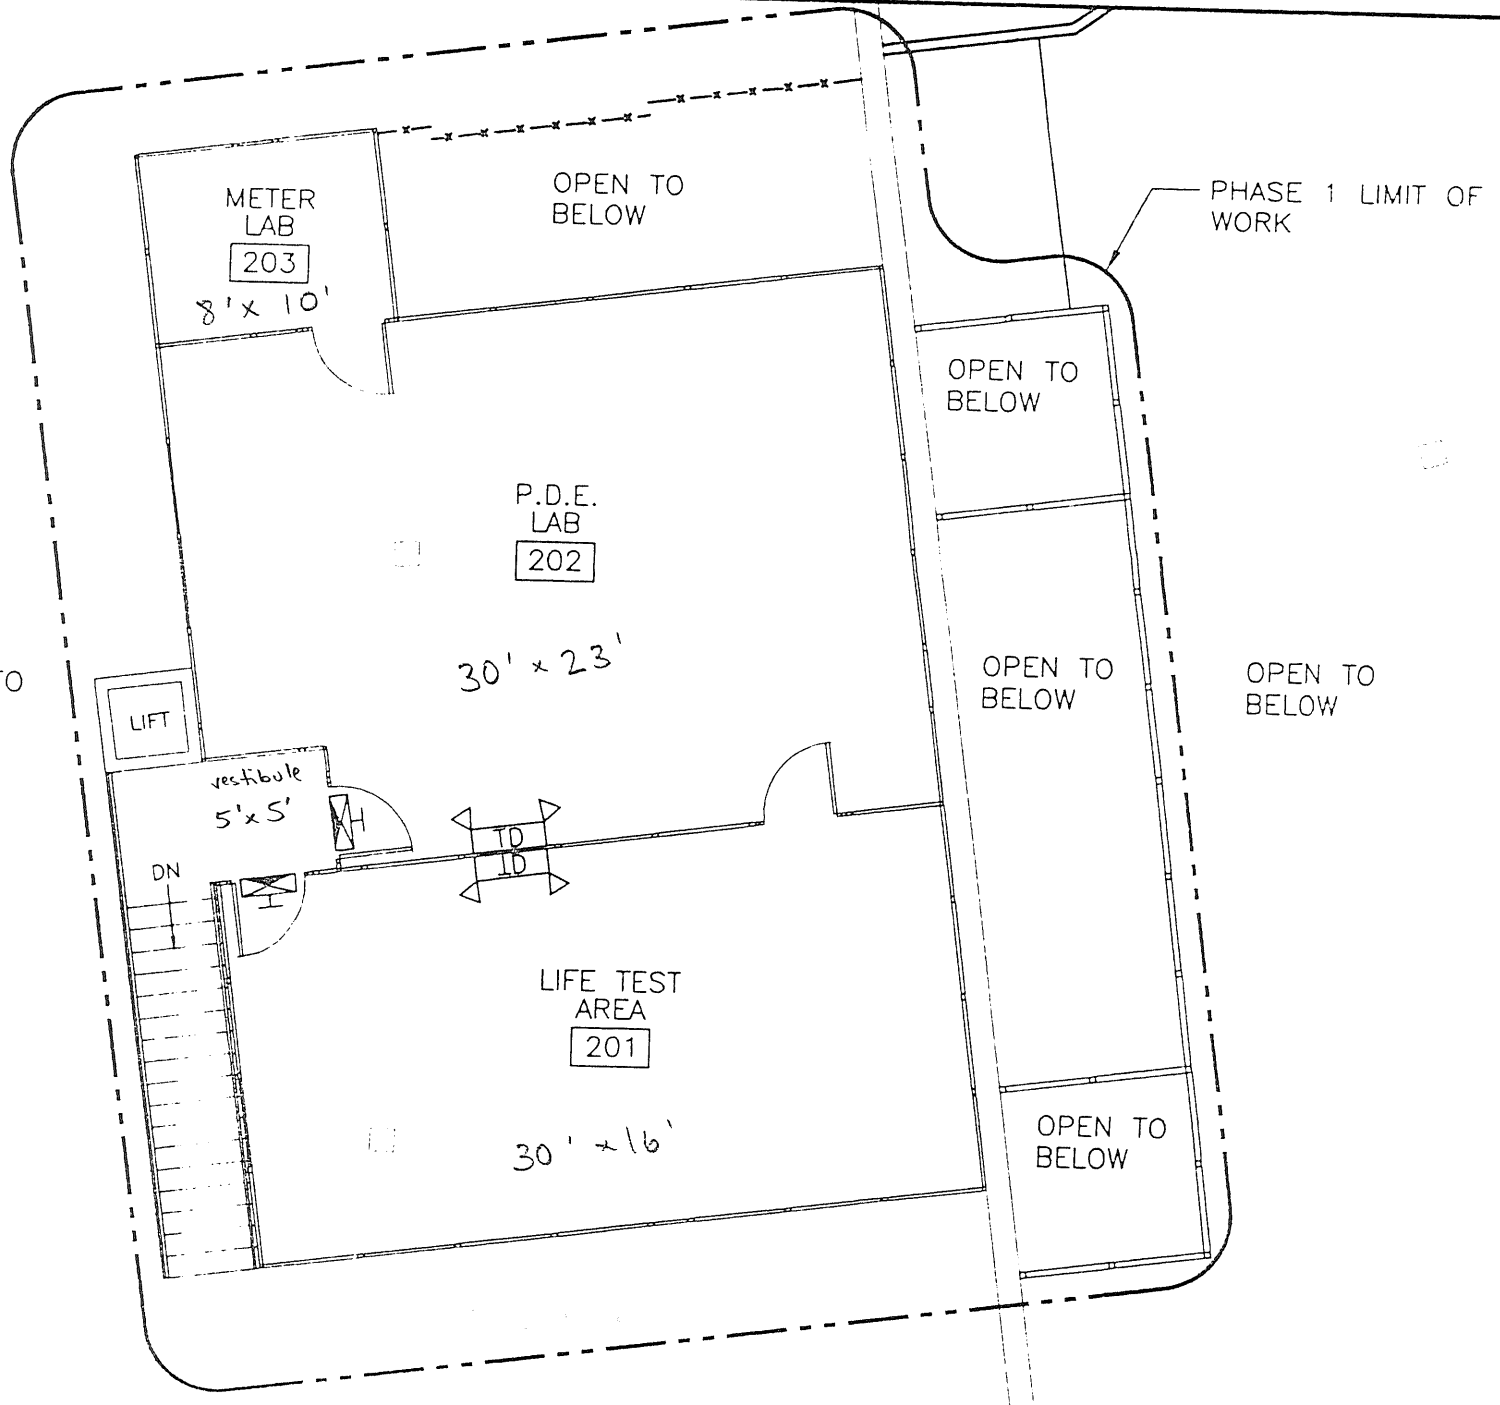 METER
LAB
203
8' x 10'
OPEN TO
BELOW
PHASE 1 LIMIT OF
WORK
OPEN TO
BELOW
P.D.E.
LAB
202
30' x 23'
TO
LIFT
OPEN TO
BELOW
OPEN TO
BELOW
vestibule
5' x 5'
DN
TD
ID
LIFE TEST
AREA
201
30' x 16'
OPEN TO
BELOW